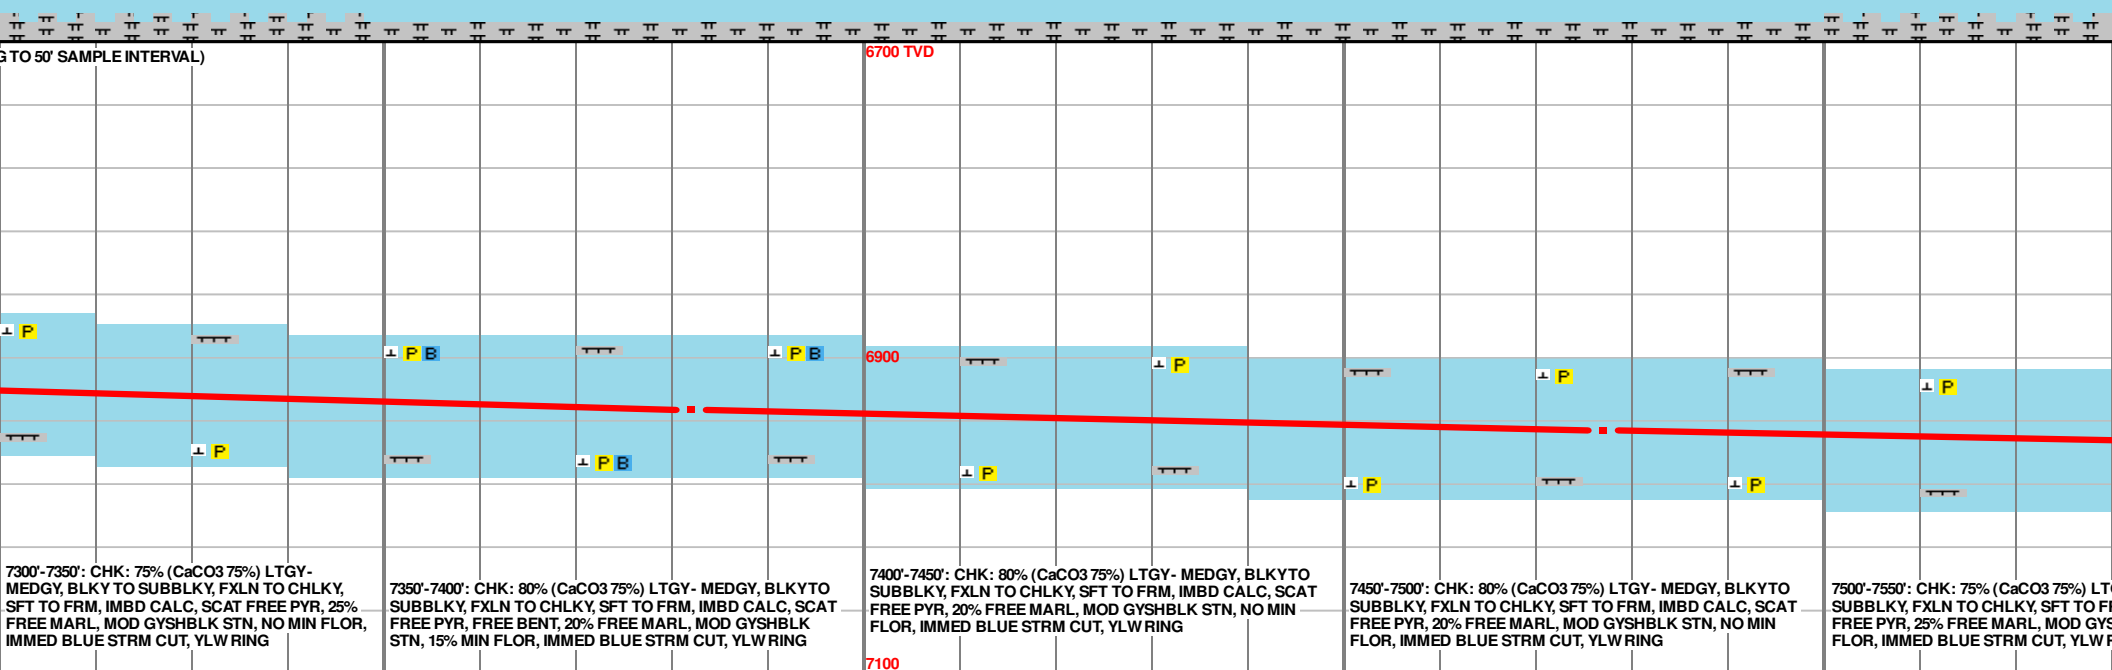 G TO 50' SAMPLE INTERVAL)
6700 TVD
P
P B
P B
6900
P
P
P
P
P B
P
P
P
7300'-7350': CHK: 75% (CaCO3 75%) LTGY-
MEDGY, BLKY TO SUBBLKY, FXLN TO CHLKY,
SFT TO FRM, IMBD CALC, SCAT FREE PYR, 25%
FREE MARL, MOD GYSHBLK STN, NO MIN FLOR,
IMMED BLUE STRM CUT, YLW RING
7350'-7400': CHK: 80% (CaCO3 75%) LTGY- MEDGY, BLKY TO
SUBBLKY, FXLN TO CHLKY, SFT TO FRM, IMBD CALC, SCAT
FREE PYR, FREE BENT, 20% FREE MARL, MOD GYSHBLK
STN, 15% MIN FLOR, IMMED BLUE STRM CUT, YLW RING
7400'-7450': CHK: 80% (CaCO3 75%) LTGY- MEDGY, BLKY TO
SUBBLKY, FXLN TO CHLKY, SFT TO FRM, IMBD CALC, SCAT
FREE PYR, 20% FREE MARL, MOD GYSHBLK STN, NO MIN
FLOR, IMMED BLUE STRM CUT, YLW RING
7450'-7500': CHK: 80% (CaCO3 75%) LTGY- MEDGY, BLKY TO
SUBBLKY, FXLN TO CHLKY, SFT TO FRM, IMBD CALC, SCAT
FREE PYR, 20% FREE MARL, MOD GYSHBLK STN, NO MIN
FLOR, IMMED BLUE STRM CUT, YLW RING
7500'-7550': CHK: 75% (CaCO3 75%) LT
SUBBLKY, FXLN TO CHLKY, SFT TO F
FREE PYR, 25% FREE MARL, MOD GYS
FLOR, IMMED BLUE STRM CUT, YLW
7100